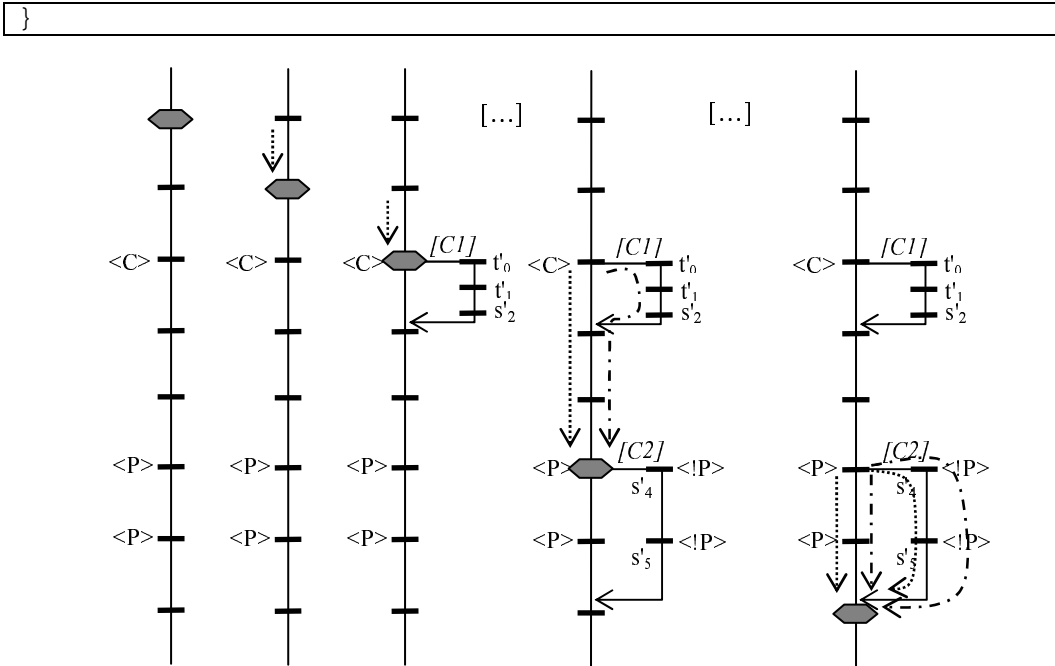 }
[…] […]
[C1] [C1] [C1]
<C> <C> <C> t'₀ <C> t'₀ <C> t'₀
t'₁ t'₁ t'₁
s'₂ s'₂ s'₂
[C2] [C2]
<P> <P> <P> <P> <!P> <P> <!P>
s'₄ s'₄
<P> <P> <P> <P> <!P> <P> <!P>
s'₅ s'₅